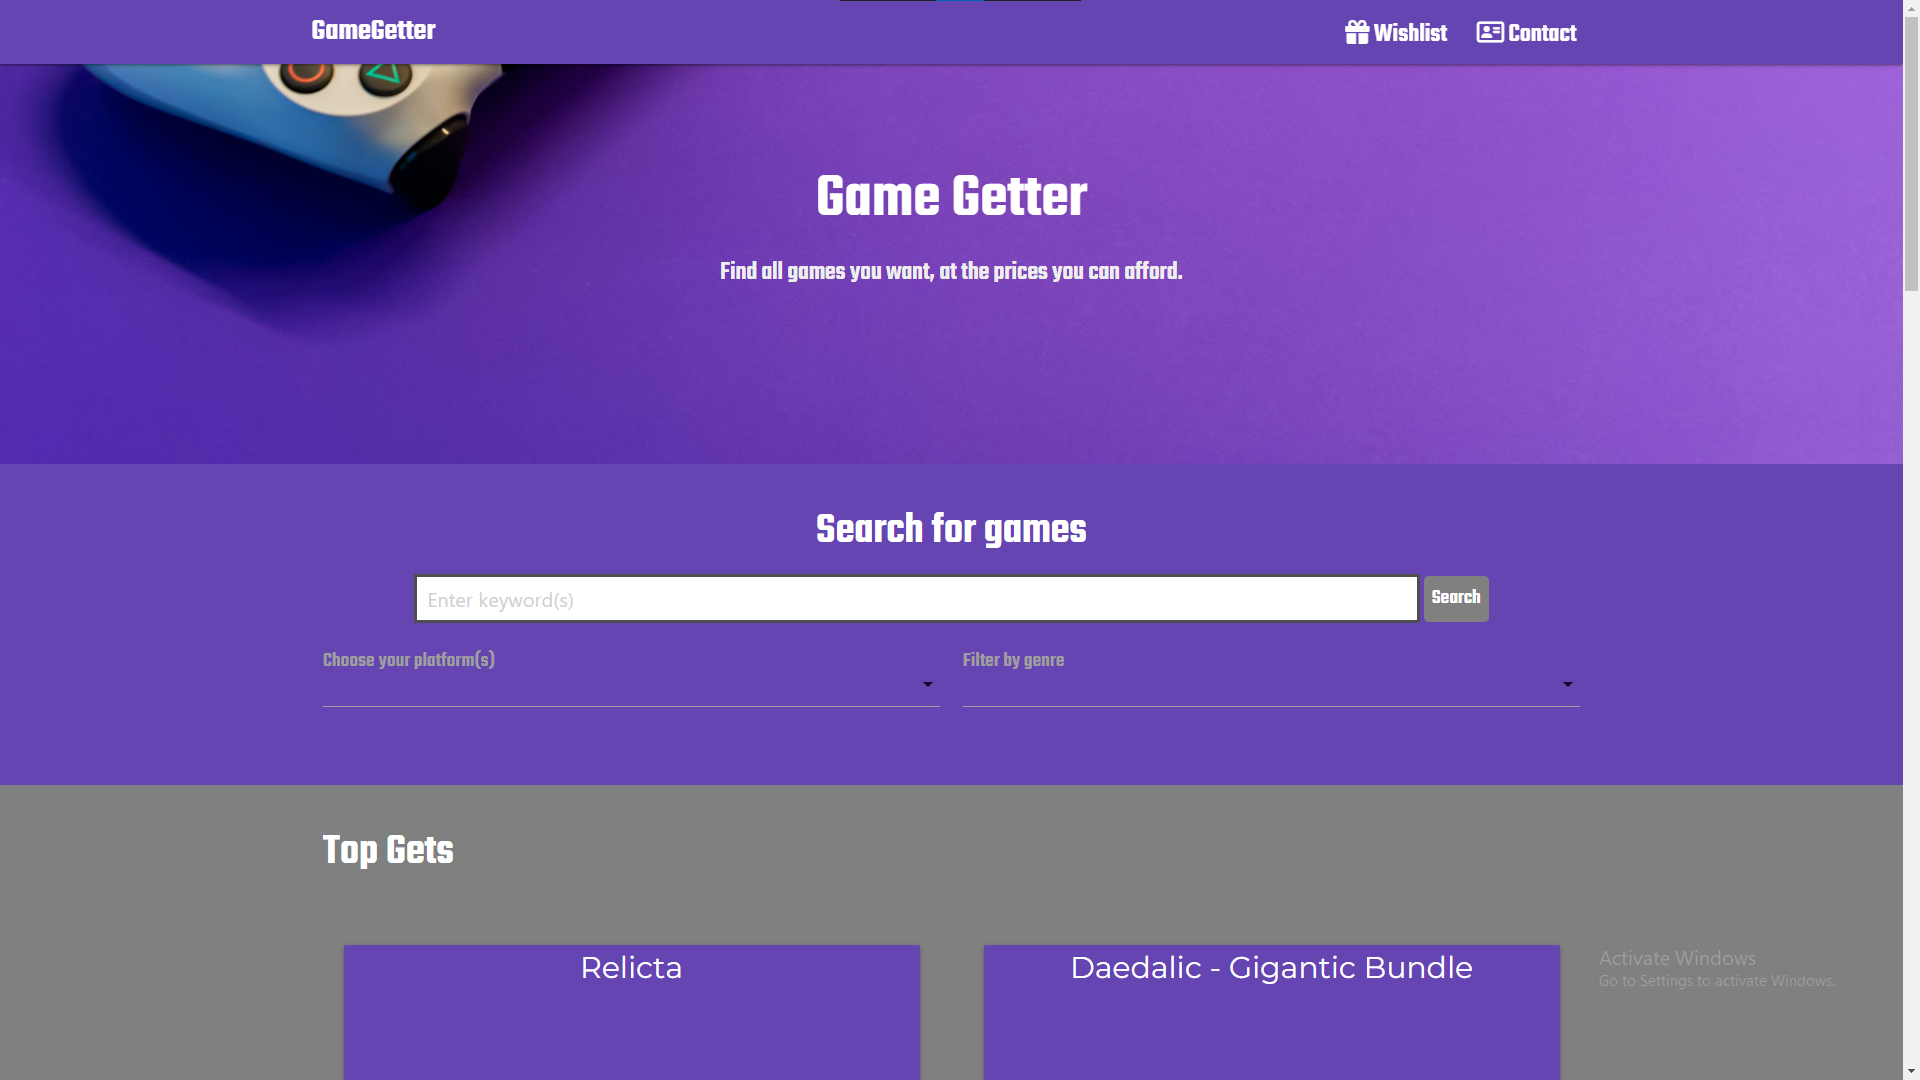 GameGetter
Wishlist
Contact
Game Getter
Find all games you want, at the prices you can afford.
Search for games
Enter keyword(s)
Search
Choose your platform(s)
Filter by genre
Top Gets
Relicta
Daedalic - Gigantic Bundle
Activate Windows
Go to Settings to activate Windows.